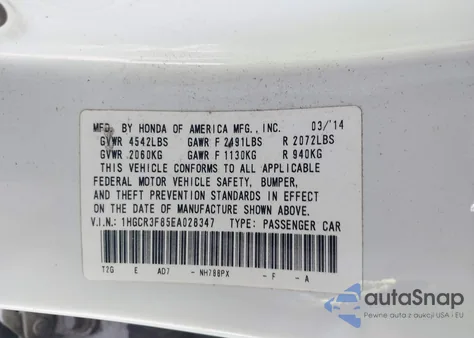 MFD. BY HONDA OF AMERICA MFG., INC. 03/'14
GVWR 4542LBS GAWR F 2491LBS R 2072LBS
GVWR 2060KG GAWR F 1130KG R 940KG
THIS VEHICLE CONFORMS TO ALL APPLICABLE
FEDERAL MOTOR VEHICLE SAFETY, BUMPER,
AND THEFT PREVENTION STANDARDS IN EFFECT
ON THE DATE OF MANUFACTURE SHOWN ABOVE.
V.I.N.: 1HGCR3F85EA028347 TYPE: PASSENGER CAR
T2G E AD7 -NH788PX -F -A
autoSnap
Pewne auta z aukcji USA i EU